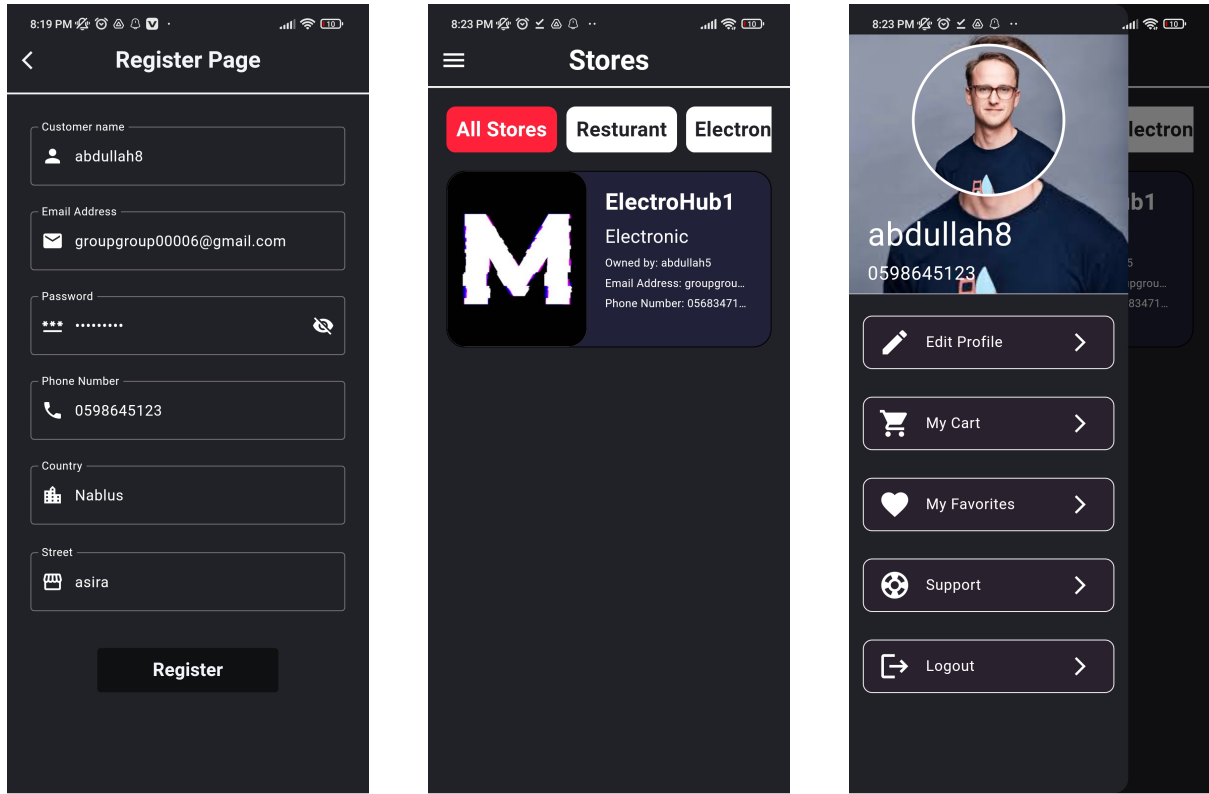 8:19 PM
10
Register Page
Customer name
abdullah8
Email Address
groupgroup00006@gmail.com
Password
*** •••••••••
Phone Number
0598645123
Country
Nablus
Street
asira
Register
8:23 PM
10
Stores
All Stores Resturant Electron
M
ElectroHub1
Electronic
Owned by: abdullah5
Email Address: groupgrou...
Phone Number: 05683471...
8:23 PM
10
lectron
b1
abdullah8
5
0598645123
pgrou...
83471...
Edit Profile
My Cart
My Favorites
Support
Logout